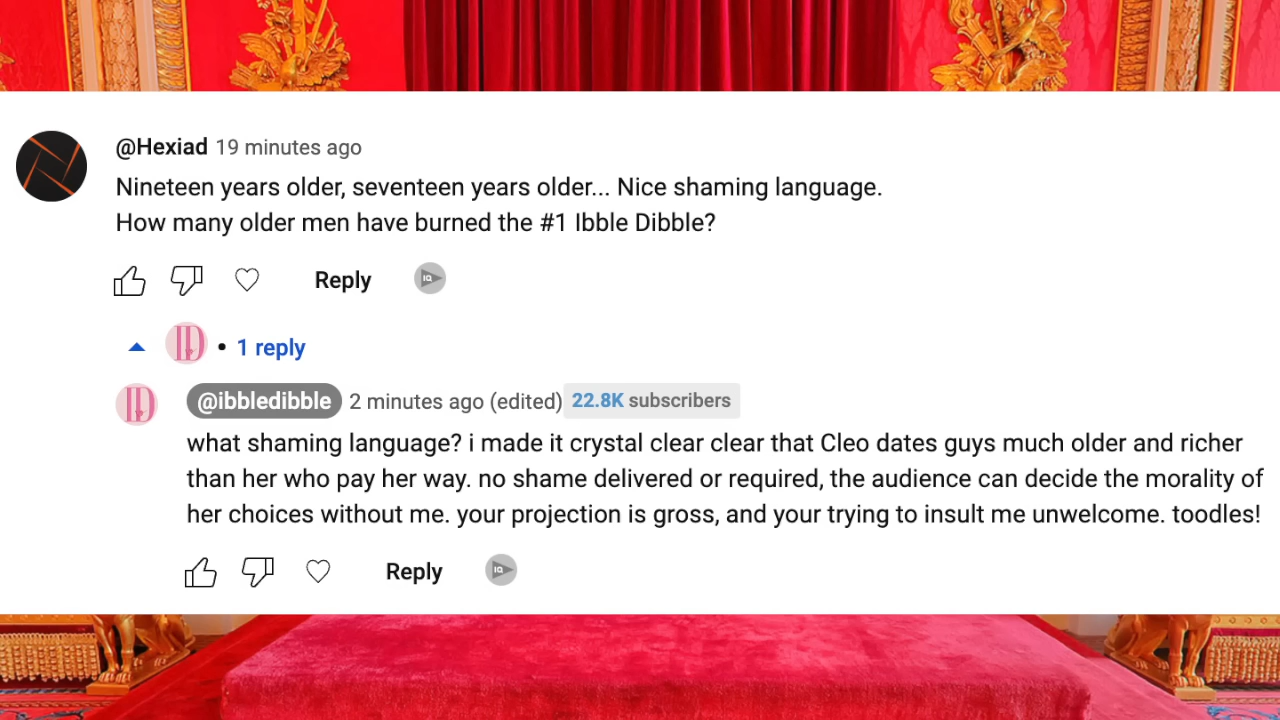 @Hexiad 19 minutes ago
Nineteen years older, seventeen years older... Nice shaming language.
How many older men have burned the #1 Ibble Dibble?
Reply IQ
ID • 1 reply
ID @ibbledibble 2 minutes ago (edited) 22.8K subscribers
what shaming language? i made it crystal clear clear that Cleo dates guys much older and richer
than her who pay her way. no shame delivered or required, the audience can decide the morality of
her choices without me. your projection is gross, and your trying to insult me unwelcome. toodles!
Reply IQ